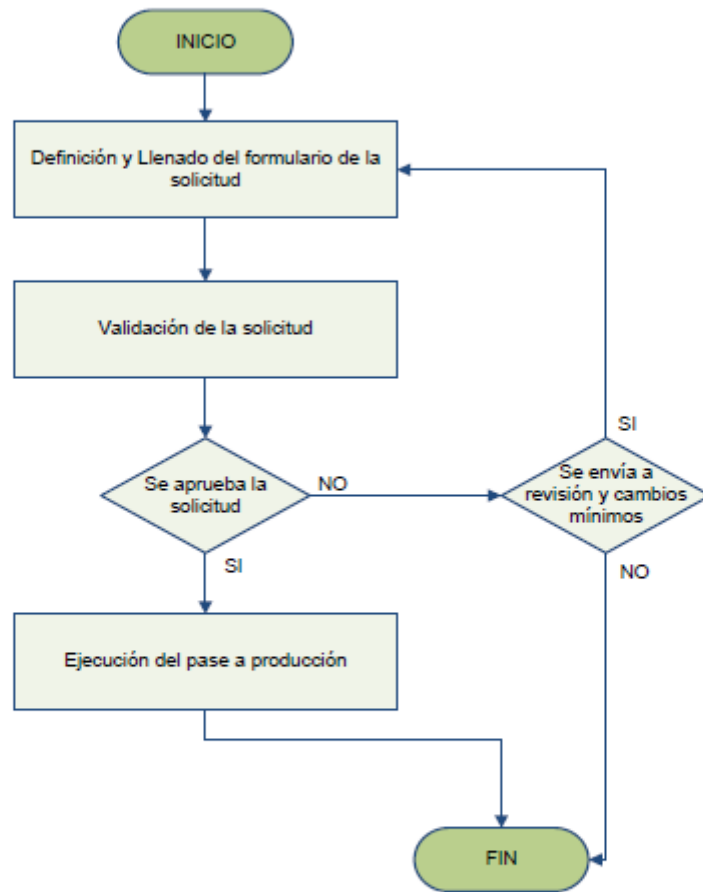 INICIO
Definición y Llenado del formulario de la
solicitud
Validación de la solicitud
Se aprueba la
solicitud
NO
SI
Se envía a
revisión y cambios
mínimos
SI
NO
Ejecución del pase a producción
FIN